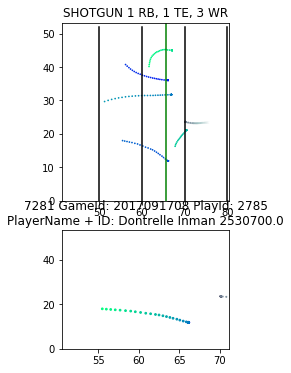 SHOTGUN 1 RB, 1 TE, 3 WR
50
40
30
20
10
0
50 60 70 80
7281 GameId: 2017091708 PlayId: 2785
PlayerName + ID: Dontrelle Inman 2530700.0
40
20
0
55 60 65 70